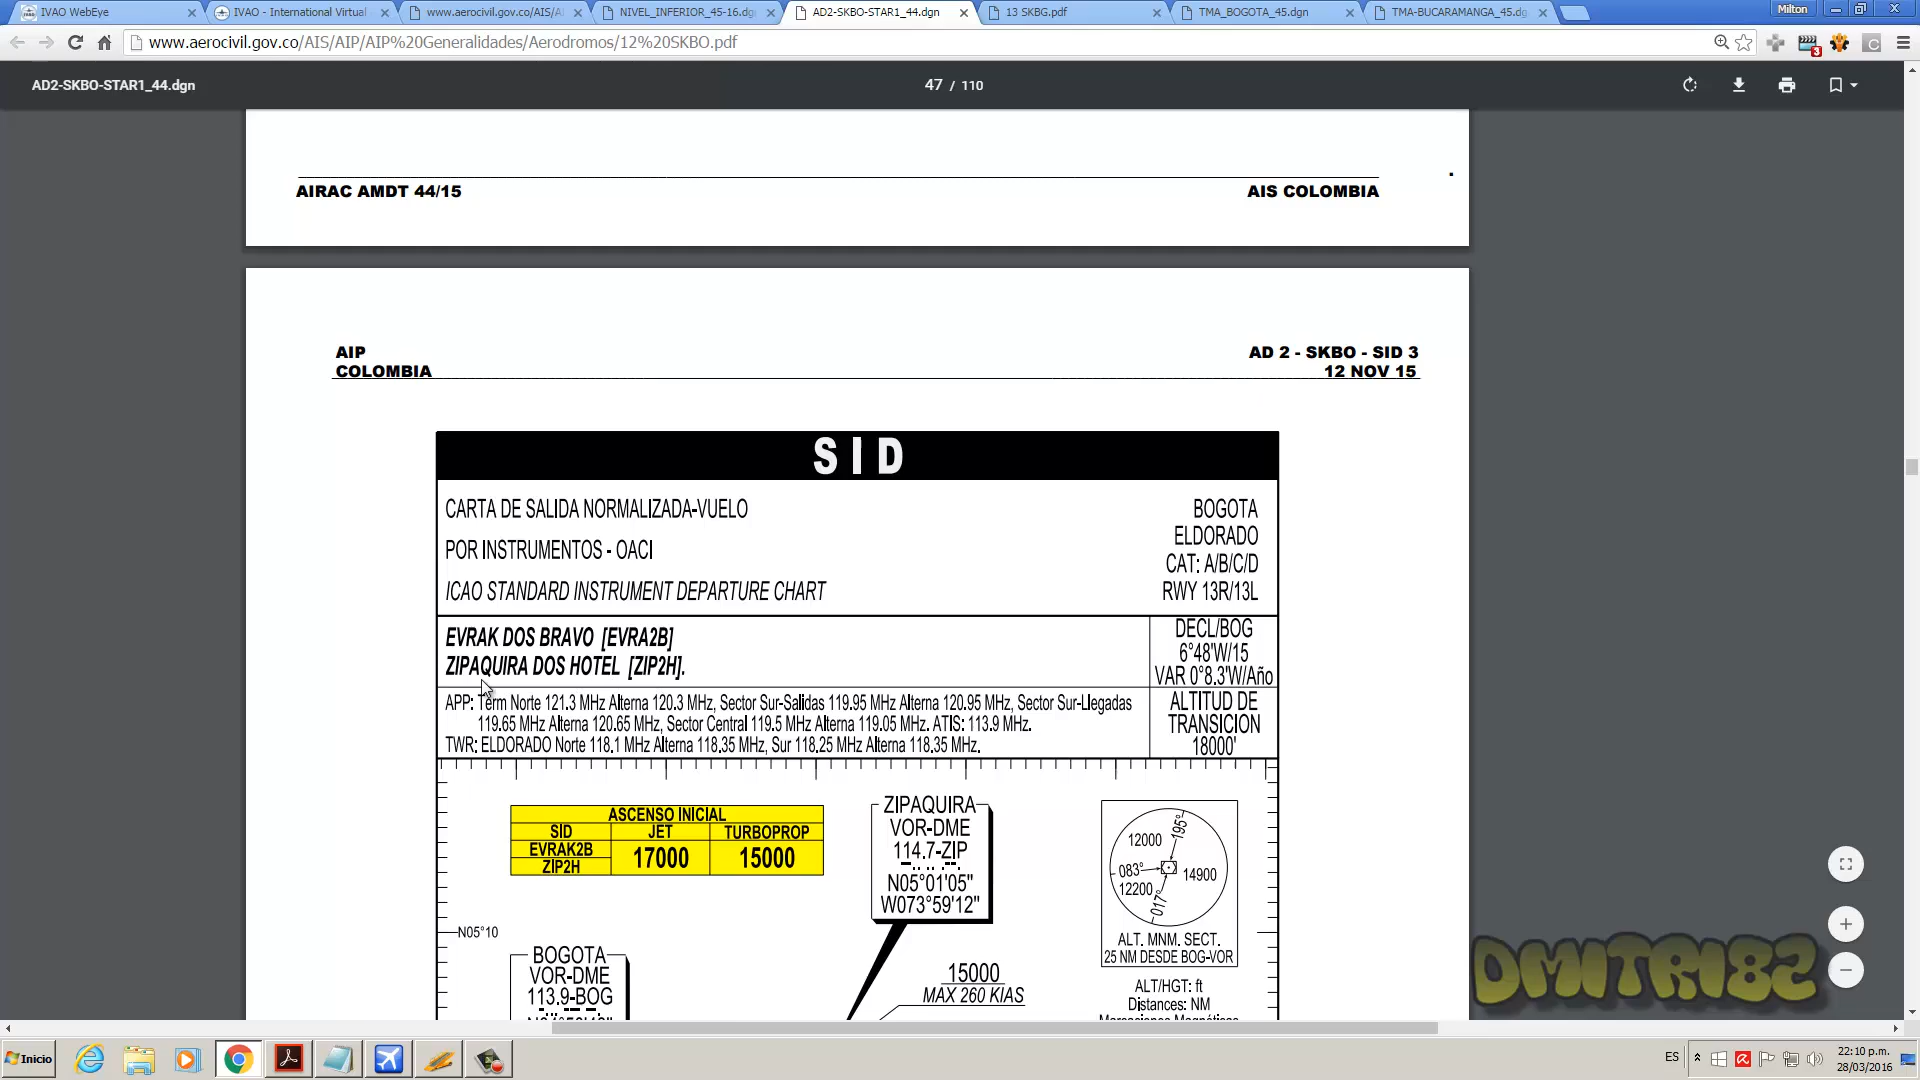 IVAO WebEye
IVAO - International Virtual
www.aerocivil.gov.co/AIS/A
NIVEL_INFERIOR_45-16.dg
AD2-SKBO-STAR1_44.dgn
13 SKBG.pdf
TMA_BOGOTA_45.dgn
TMA-BUCARAMANGA_45.dg
Milton
www.aerocivil.gov.co/AIS/AIP/AIP%20Generalidades/Aerodromos/12%20SKBO.pdf
3
AD2-SKBO-STAR1_44.dgn
47 / 110
AIRAC AMDT 44/15
AIS COLOMBIA
AIP
COLOMBIA
AD 2 - SKBO - SID 3
12 NOV 15
SID
CARTA DE SALIDA NORMALIZADA-VUELO
POR INSTRUMENTOS - OACI
ICAO STANDARD INSTRUMENT DEPARTURE CHART
BOGOTA
ELDORADO
CAT: A/B/C/D
RWY 13R/13L
EVRAK DOS BRAVO [EVRA2B]
ZIPAQUIRA DOS HOTEL [ZIP2H].
DECL/BOG
6°48'W/15
VAR 0°8.3'W/Año
APP: Term Norte 121.3 MHz Alterna 120.3 MHz, Sector Sur-Salidas 119.95 MHz Alterna 120.95 MHz, Sector Sur-Llegadas
119.65 MHz Alterna 120.65 MHz, Sector Central 119.5 MHz Alterna 119.05 MHz. ATIS: 113.9 MHz.
TWR: ELDORADO Norte 118.1 MHz Alterna 118.35 MHz, Sur 118.25 MHz Alterna 118.35 MHz.
ALTITUD DE
TRANSICION
18000'
ASCENSO INICIAL
SID JET TURBOPROP
EVRAK2B
ZIP2H
17000 15000
ZIPAQUIRA
VOR-DME
114.7-ZIP
N05°01'05"
W073°59'12"
12000
195°
083°
12200
14900
017°
ALT. MNM. SECT.
25 NM DESDE BOG-VOR
N05°10
BOGOTA
VOR-DME
113.9-BOG
15000
MAX 260 KIAS
ALT/HGT: ft
Distances: NM
DMITRI82
Inicio
ES
22:10 p.m.
28/03/2016